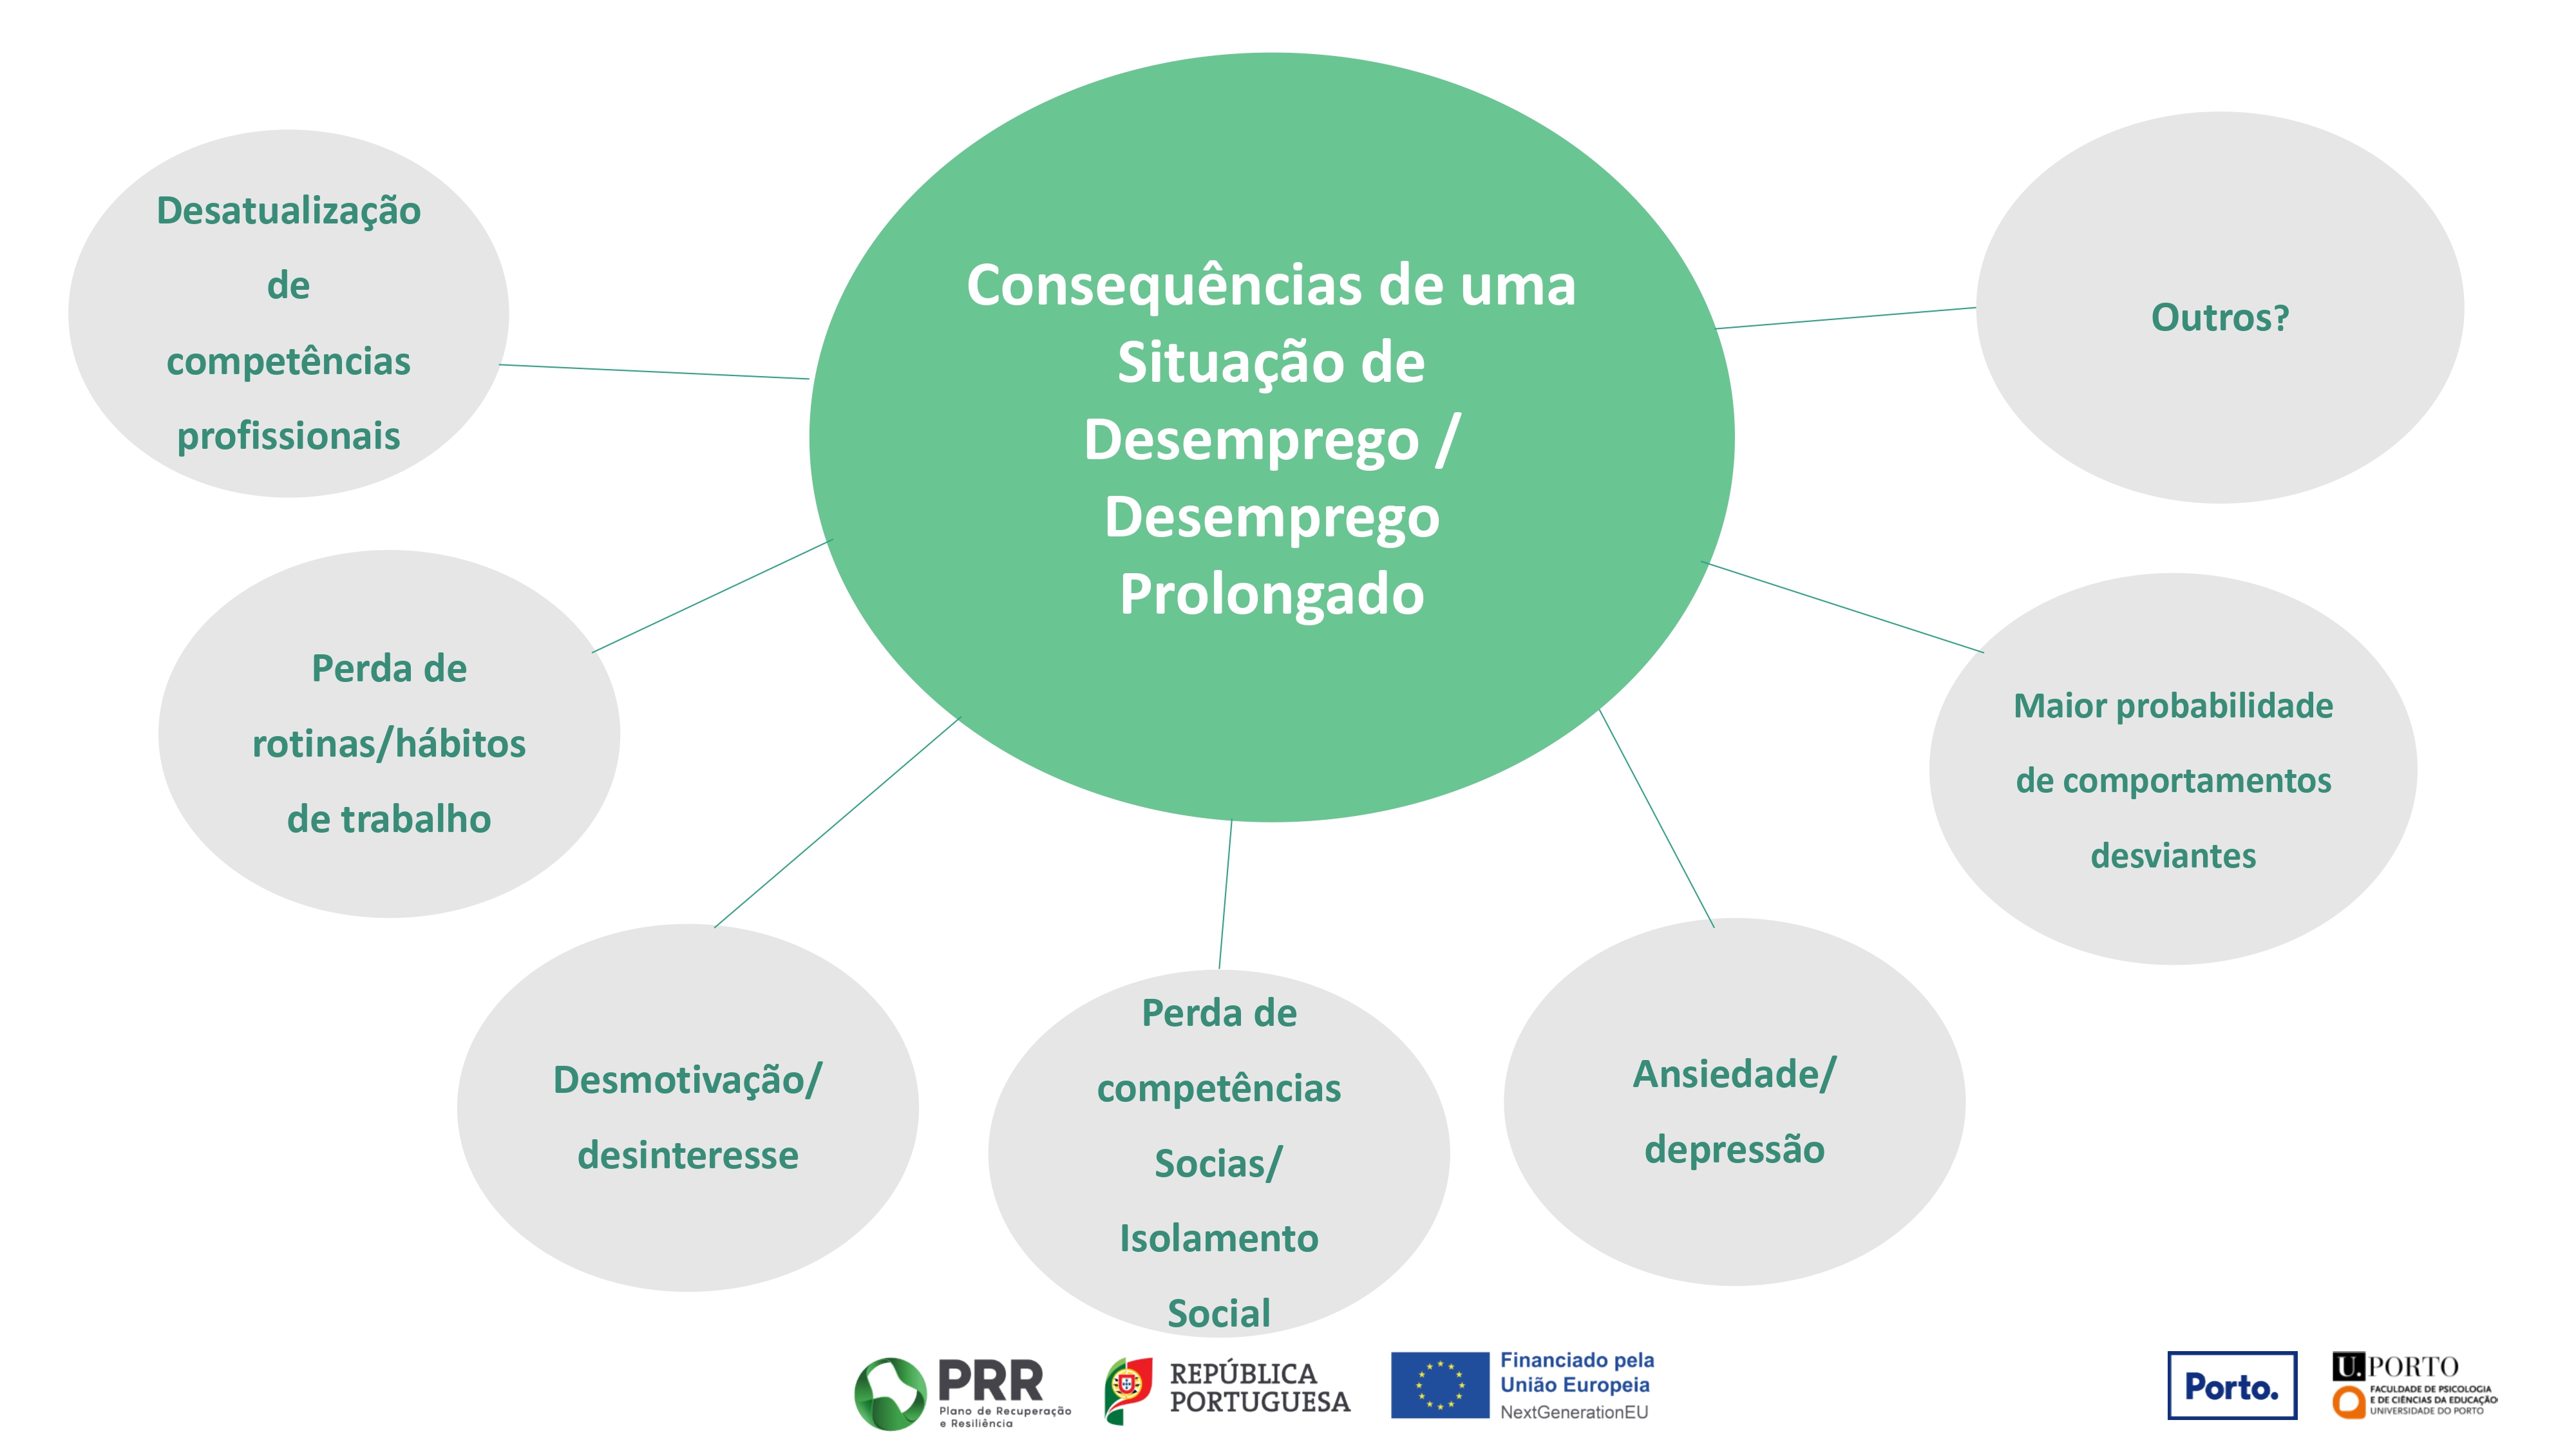 Consequências de uma
Situação de
Desemprego /
Desemprego
Prolongado
Desatualização
de
competências
profissionais
Perda de
rotinas/hábitos
de trabalho
Desmotivação/
desinteresse
Perda de
competências
Socias/
Isolamento
Social
Ansiedade/
depressão
Maior probabilidade
de comportamentos
desviantes
Outros?
PRR
Plano de Recuperação
e Resiliência
REPÚBLICA
PORTUGUESA
Financiado pela
União Europeia
NextGenerationEU
Porto.
U.PORTO
FACULDADE DE PSICOLOGIA
E DE CIÊNCIAS DA EDUCAÇÃO
UNIVERSIDADE DO PORTO